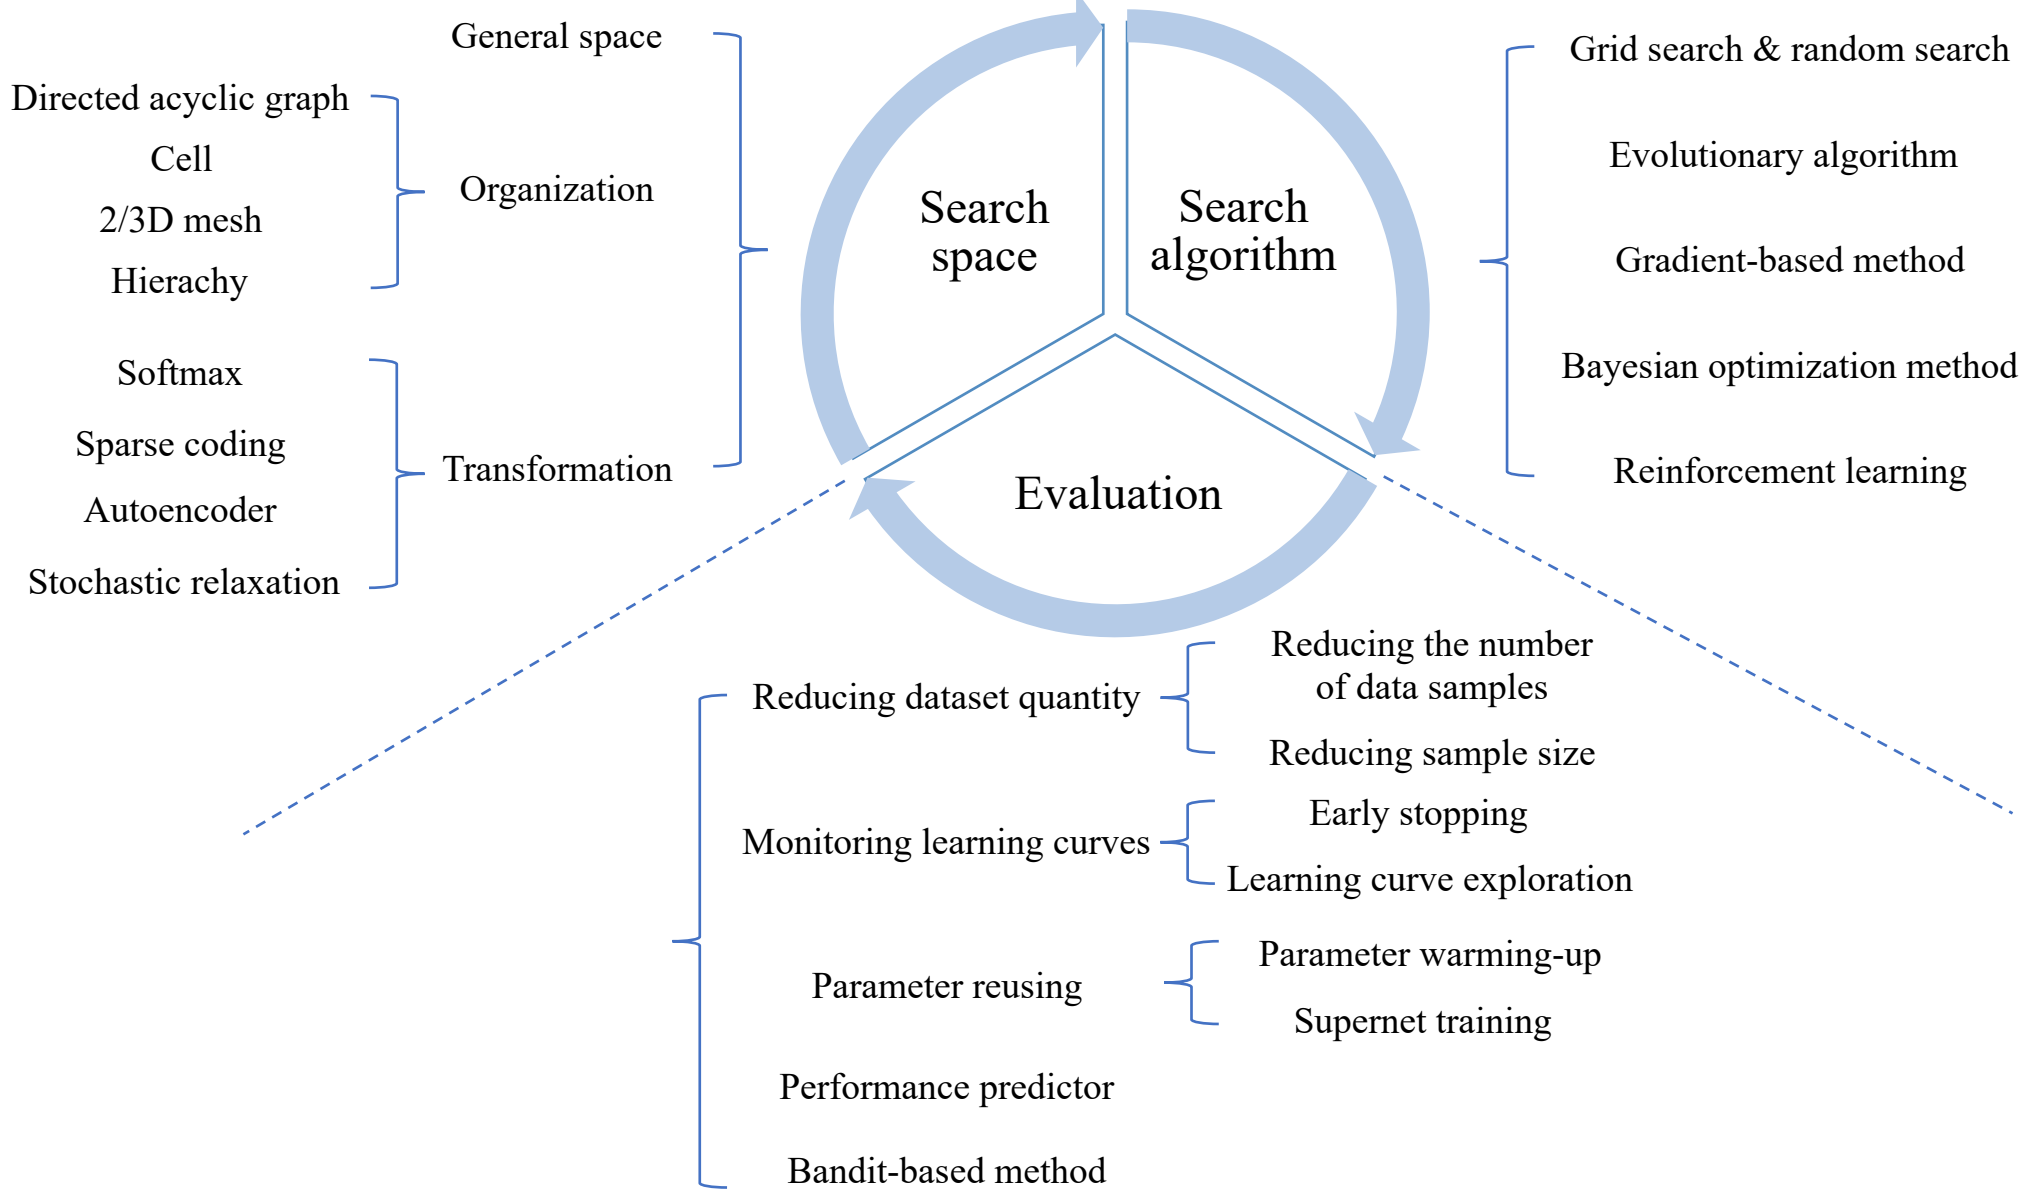 General space
Directed acyclic graph
Cell
2/3D mesh
Hierachy
Organization
Softmax
Sparse coding
Autoencoder
Stochastic relaxation
Transformation
Search
space
Search
algorithm
Evaluation
Grid search & random search
Evolutionary algorithm
Gradient-based method
Bayesian optimization method
Reinforcement learning
Reducing dataset quantity
Reducing the number
of data samples
Reducing sample size
Monitoring learning curves
Early stopping
Learning curve exploration
Parameter reusing
Parameter warming-up
Supernet training
Performance predictor
Bandit-based method